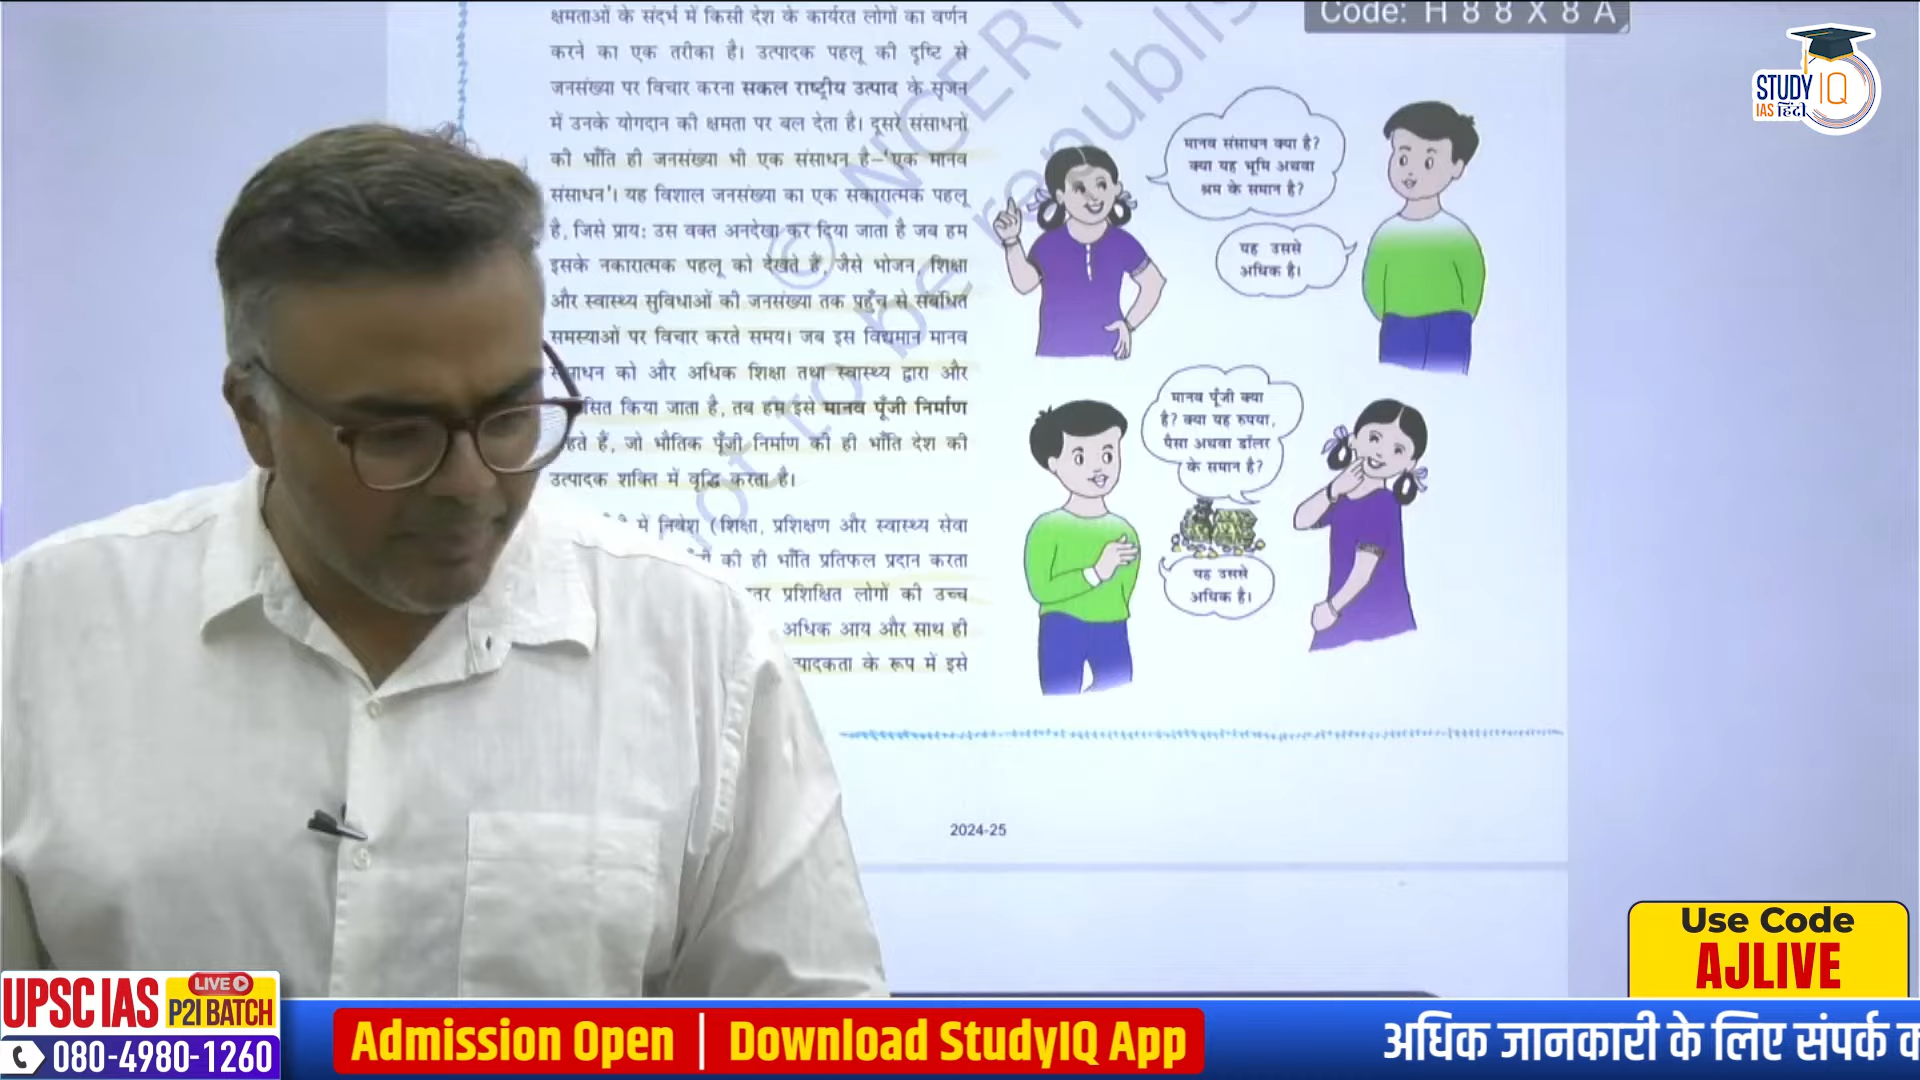 Code: H88X8A
STUDY IQ
IAS हिंदी
क्षमताओं के संदर्भ में किसी देश के कार्यरत लोगों का वर्णन
करने का एक तरीका है। उत्पादक पहलू की दृष्टि से
जनसंख्या पर विचार करना सकल राष्ट्रीय उत्पाद के सृजन
में उनके योगदान की क्षमता पर बल देता है। दूसरे संसाधनों
की भाँति ही जनसंख्या भी एक संसाधन है–'एक मानव
संसाधन'। यह विशाल जनसंख्या का एक सकारात्मक पहलू
है, जिसे प्राय: उस वक्त अनदेखा कर दिया जाता है जब हम
इसके नकारात्मक पहलू को देखते हैं, जैसे भोजन, शिक्षा
और स्वास्थ्य सुविधाओं की जनसंख्या तक पहुँच से संबंधित
समस्याओं पर विचार करते समय। जब इस विद्यमान मानव
को और अधिक शिक्षा तथा स्वास्थ्य द्वारा और
किया जाता है, तब हम इसे मानव पूँजी निर्माण
हैं, जो भौतिक पूँजी निर्माण की ही भाँति देश की
उत्पादक शक्ति में वृद्धि करता है।
में निवेश (शिक्षा, प्रशिक्षण और स्वास्थ्य सेवा
की ही भाँति प्रतिफल प्रदान करता
प्रशिक्षित लोगों की उच्च
अधिक आय और साथ ही
के रूप में इसे
© NCERT
not to be republis
मानव संसाधन क्या है?
क्या यह भूमि अथवा
श्रम के समान है?
यह उससे
अधिक है।
मानव पूँजी क्या
है? क्या यह रुपया,
पैसा अथवा डॉलर
के समान है?
यह उससे
अधिक है।
2024-25
Use Code
AJLIVE
UPSC IAS
LIVE
P2I BATCH
080-4980-1260
Admission Open | Download StudyIQ App
अधिक जानकारी के लिए संपर्क